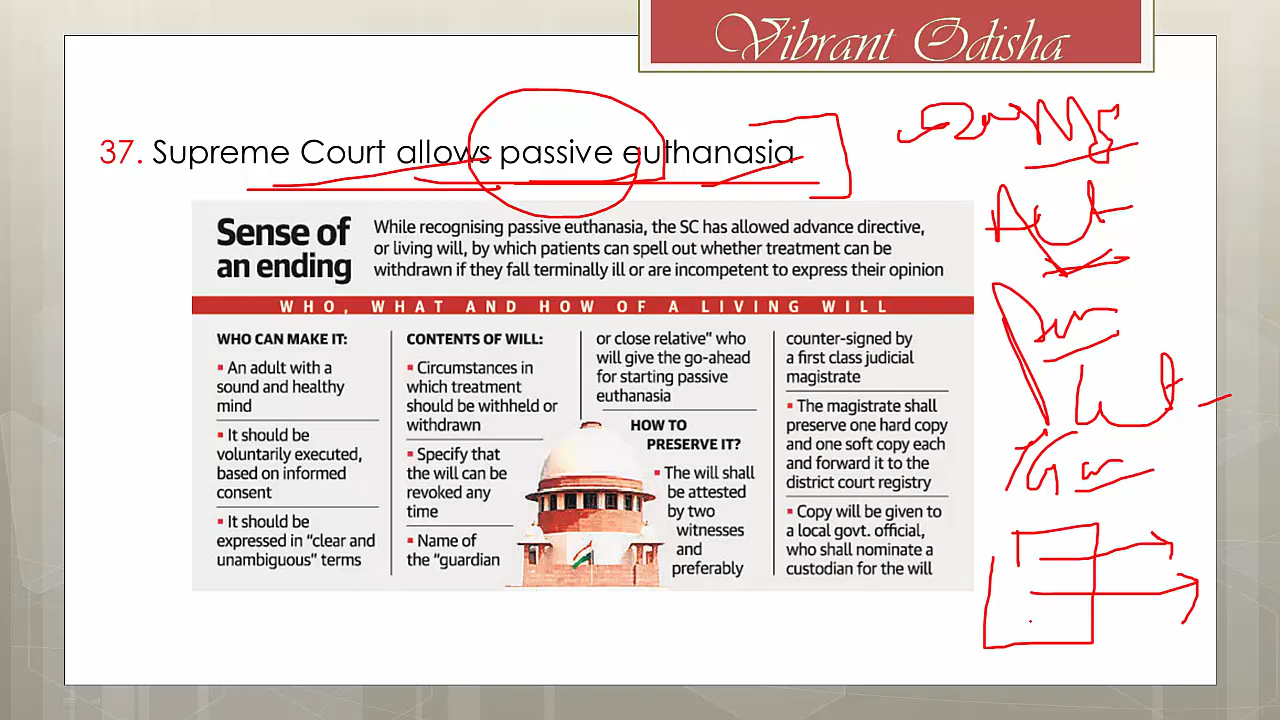 Vibrant Odisha
37. Supreme Court allows passive euthanasia
Sense of
an ending
While recognising passive euthanasia, the SC has allowed advance directive,
or living will, by which patients can spell out whether treatment can be
withdrawn if they fall terminally ill or are incompetent to express their opinion
WHO, WHAT AND HOW OF A LIVING WILL
WHO CAN MAKE IT:
▪ An adult with a
sound and healthy
mind
▪ It should be
voluntarily executed,
based on informed
consent
▪ It should be
expressed in “clear and
unambiguous” terms
CONTENTS OF WILL:
▪ Circumstances in
which treatment
should be withheld or
withdrawn
▪ Specify that
the will can be
revoked any
time
▪ Name of
the “guardian
or close relative” who
will give the go-ahead
for starting passive
euthanasia
HOW TO
PRESERVE IT?
▪ The will shall
be attested
by two
witnesses
and
preferably
counter-signed by
a first class judicial
magistrate
▪ The magistrate shall
preserve one hard copy
and one soft copy each
and forward it to the
district court registry
▪ Copy will be given to
a local govt. official,
who shall nominate a
custodian for the will